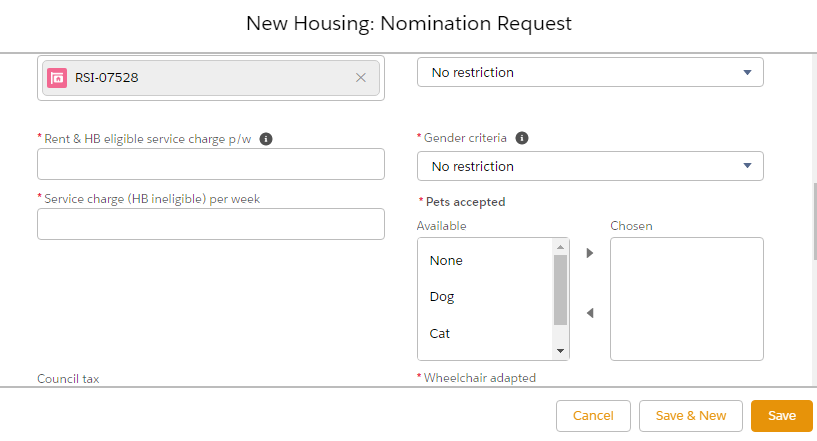 New Housing: Nomination Request
RSI-07528
No restriction
* Rent & HB eligible service charge p/w
* Gender criteria
No restriction
* Service charge (HB ineligible) per week
* Pets accepted
Available
Chosen
None
Dog
Cat
Council tax
* Wheelchair adapted
Cancel
Save & New
Save